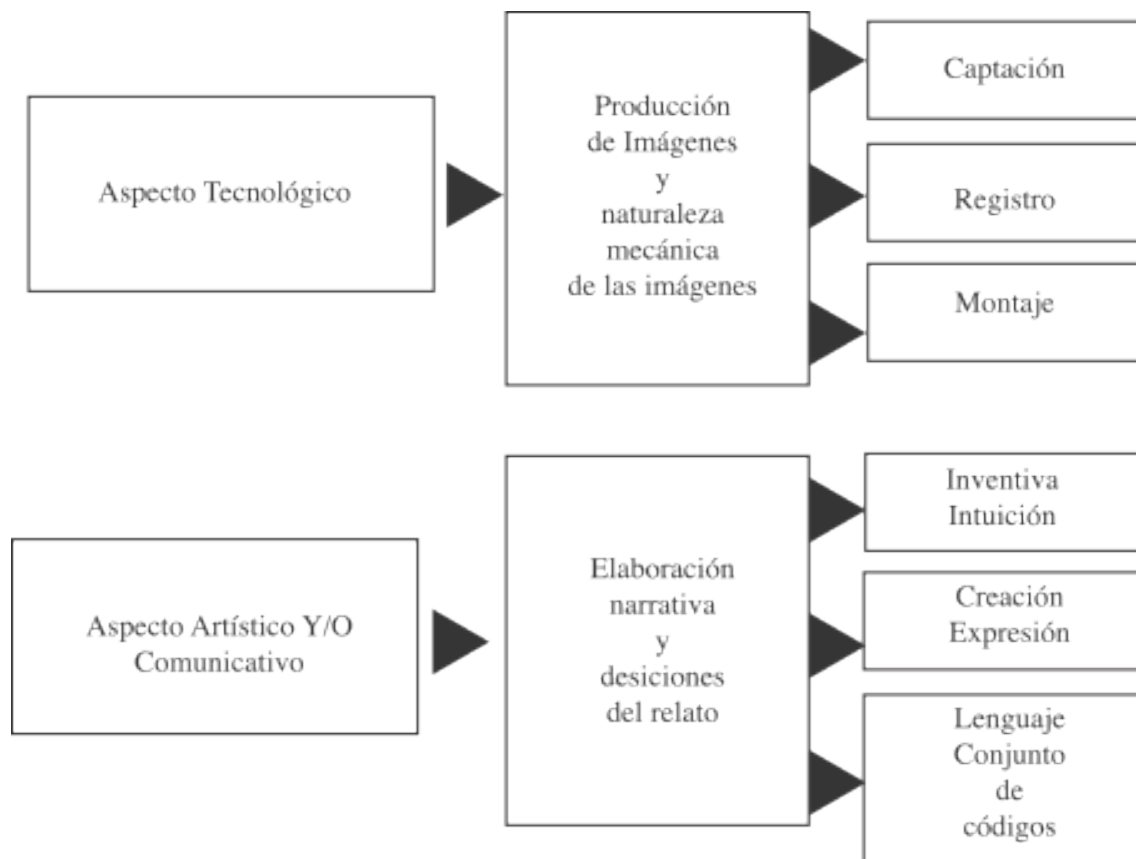 Aspecto Tecnológico
Producción
de Imágenes
y
naturaleza
mecánica
de las imágenes
Captación
Registro
Montaje
Aspecto Artístico Y/O
Comunicativo
Elaboración
narrativa
y
desiciones
del relato
Inventiva
Intuición
Creación
Expresión
Lenguaje
Conjunto
de
códigos